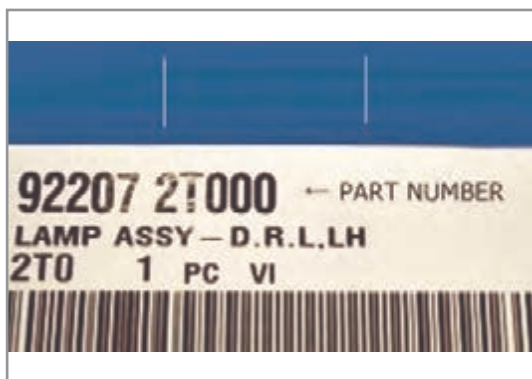 92207 2T000 ← PART NUMBER
LAMP ASSY – D.R.L,LH
2T0 1 PC VI